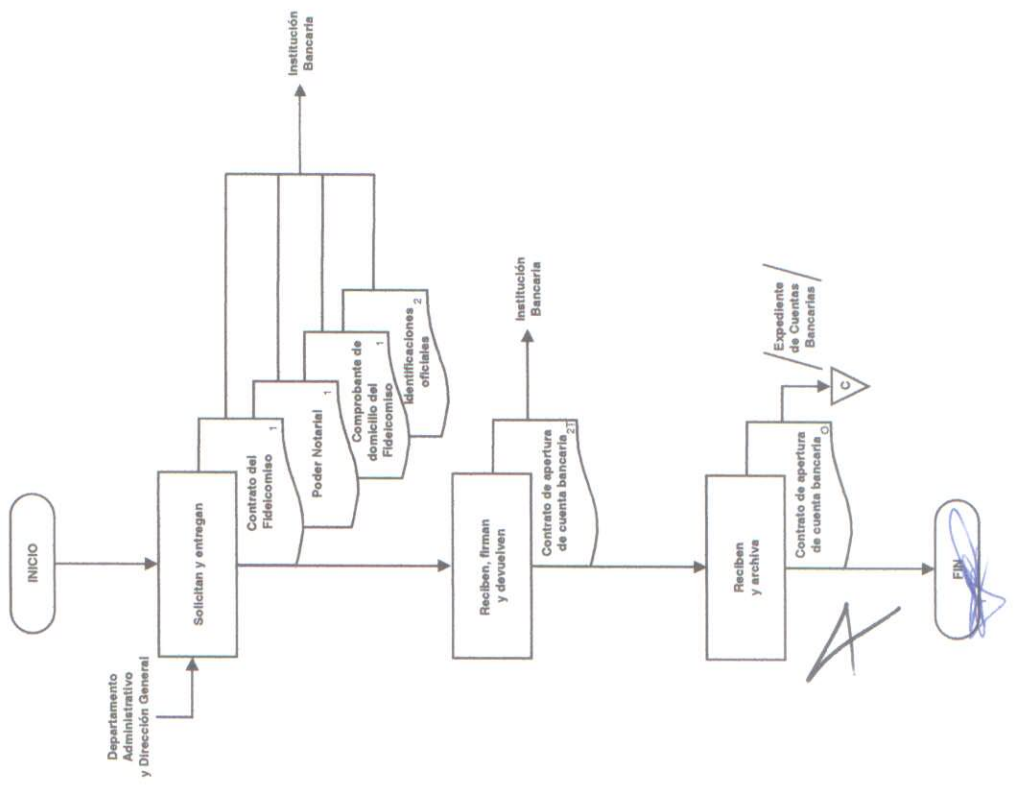 INICIO
Departamento
Administrativo
y Dirección General
Solicitan y entregan
Contrato del
Fideicomiso
1
Poder Notarial
1
Comprobante de
domicilio del
Fideicomiso
1
Identificaciones
oficiales
2
Institución
Bancaria
Reciben, firman
y devuelven
Contrato de apertura
de cuenta bancaria
2T
Institución
Bancaria
Reciben
y archiva
Contrato de apertura
de cuenta bancaria
O
Expediente
de Cuentas
Bancarias
C
FIN